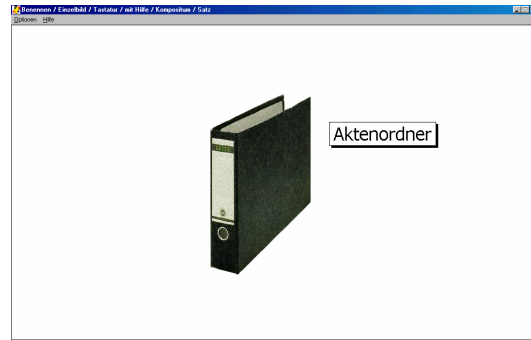 Benennen / Einzelbild / Tastatur / mit Hilfe / Kompositum / Satz
Optionen Hilfe
Aktenordner